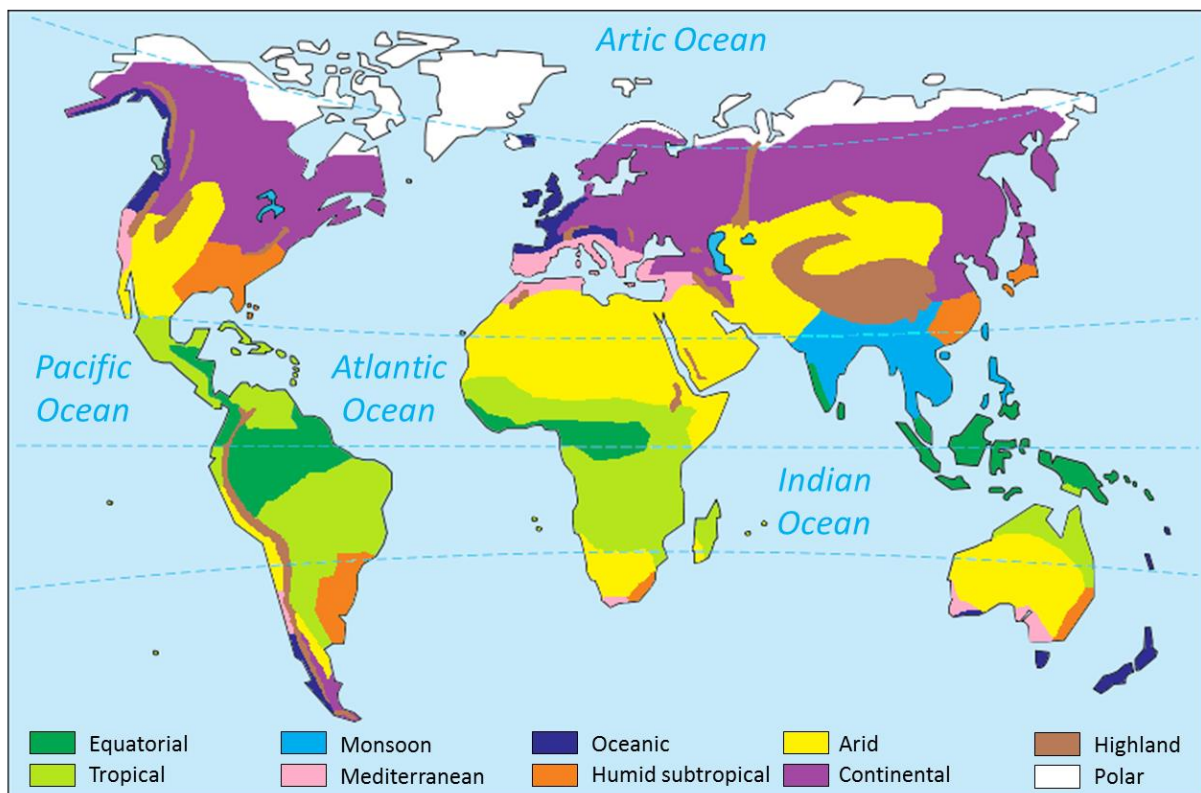 Artic Ocean
Pacific
Ocean
Atlantic
Ocean
Indian
Ocean
Equatorial
Monsoon
Oceanic
Arid
Highland
Tropical
Mediterranean
Humid subtropical
Continental
Polar